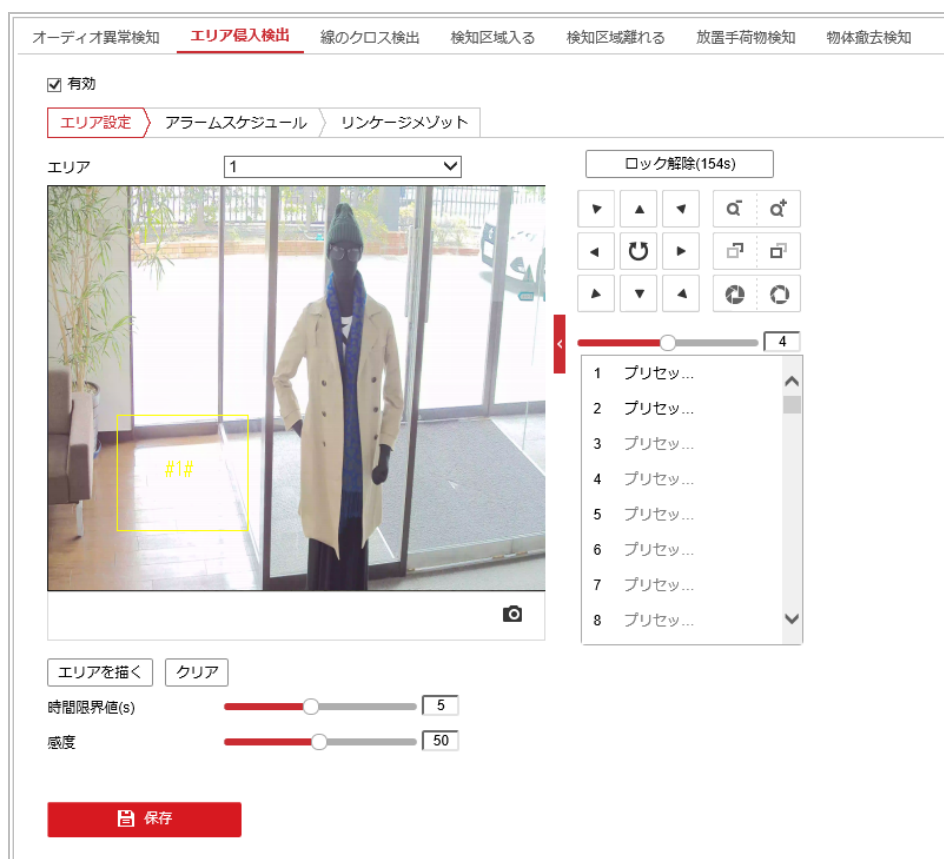 オーディオ異常検知 エリア侵入検出 線のクロス検出 検知区域入る 検知区域離れる 放置手荷物検知 物体撤去検知
有効
エリア設定 アラームスケジュール リンケージメゾット
エリア 1 ロック解除(154s)
#1#
4
1 プリセッ...
2 プリセッ...
3 プリセッ...
4 プリセッ...
5 プリセッ...
6 プリセッ...
7 プリセッ...
8 プリセッ...
エリアを描く クリア
時間限界値(s) 5
感度 50
保存